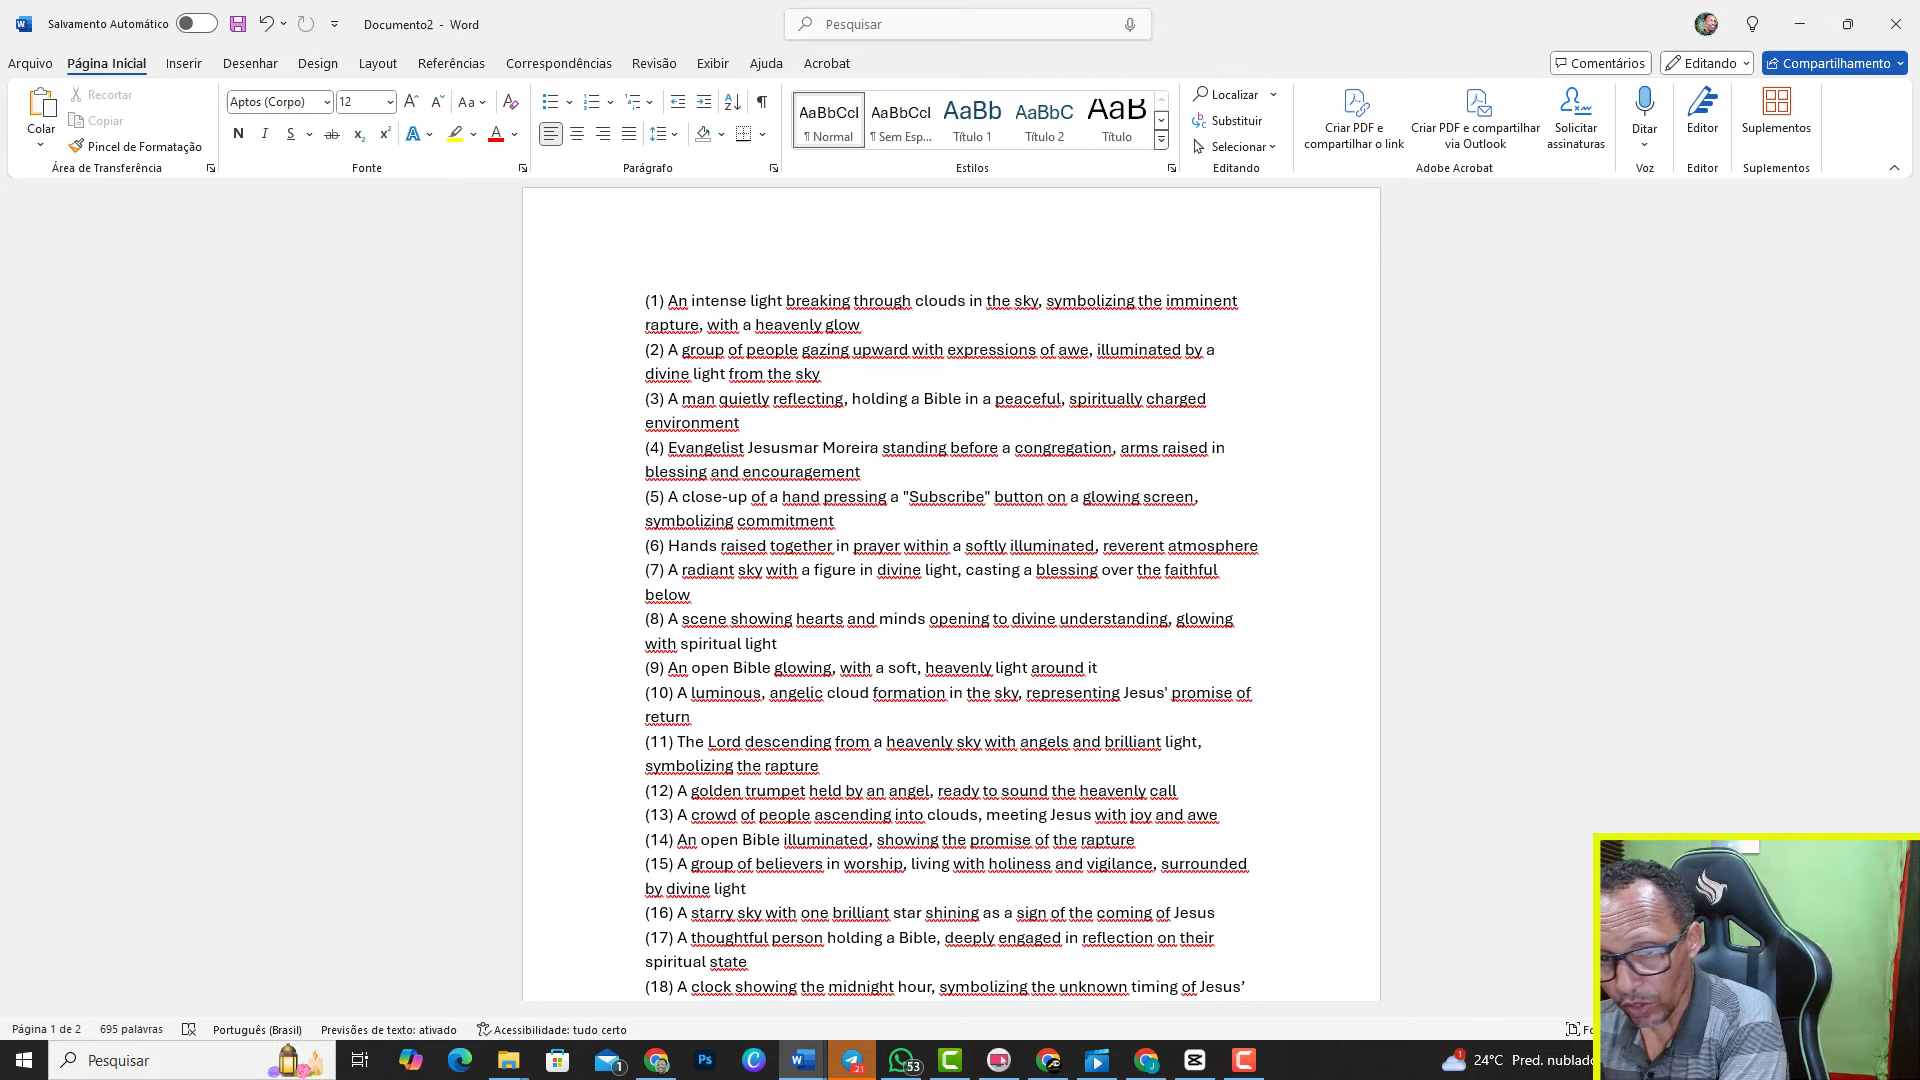 Salvamento Automático
Documento2 - Word
Pesquisar
Arquivo
Página Inicial
Inserir
Desenhar
Design
Layout
Referências
Correspondências
Revisão
Exibir
Ajuda
Acrobat
Comentários
Editando
Compartilhamento
Colar
Recortar
Copiar
Pincel de Formatação
Área de Transferência
Aptos (Corpo)
12
Fonte
Parágrafo
AaBbCcI
¶ Normal
AaBbCcI
¶ Sem Esp...
AaBb
Título 1
AaBbC
Título 2
AaB
Título
Estilos
Localizar
Substituir
Selecionar
Editando
Criar PDF e
compartilhar o link
Criar PDF e compartilhar
via Outlook
Solicitar
assinaturas
Adobe Acrobat
Ditar
Voz
Editor
Editor
Suplementos
Suplementos
(1) An intense light breaking through clouds in the sky, symbolizing the imminent
rapture, with a heavenly glow
(2) A group of people gazing upward with expressions of awe, illuminated by a
divine light from the sky
(3) A man quietly reflecting, holding a Bible in a peaceful, spiritually charged
environment
(4) Evangelist Jesusmar Moreira standing before a congregation, arms raised in
blessing and encouragement
(5) A close-up of a hand pressing a "Subscribe" button on a glowing screen,
symbolizing commitment
(6) Hands raised together in prayer within a softly illuminated, reverent atmosphere
(7) A radiant sky with a figure in divine light, casting a blessing over the faithful
below
(8) A scene showing hearts and minds opening to divine understanding, glowing
with spiritual light
(9) An open Bible glowing, with a soft, heavenly light around it
(10) A luminous, angelic cloud formation in the sky, representing Jesus' promise of
return
(11) The Lord descending from a heavenly sky with angels and brilliant light,
symbolizing the rapture
(12) A golden trumpet held by an angel, ready to sound the heavenly call
(13) A crowd of people ascending into clouds, meeting Jesus with joy and awe
(14) An open Bible illuminated, showing the promise of the rapture
(15) A group of believers in worship, living with holiness and vigilance, surrounded
by divine light
(16) A starry sky with one brilliant star shining as a sign of the coming of Jesus
(17) A thoughtful person holding a Bible, deeply engaged in reflection on their
spiritual state
(18) A clock showing the midnight hour, symbolizing the unknown timing of Jesus’
Página 1 de 2
695 palavras
Português (Brasil)
Previsões de texto: ativado
Acessibilidade: tudo certo
Pesquisar
1
Ps
21
53
1
24°C
Pred. nublado